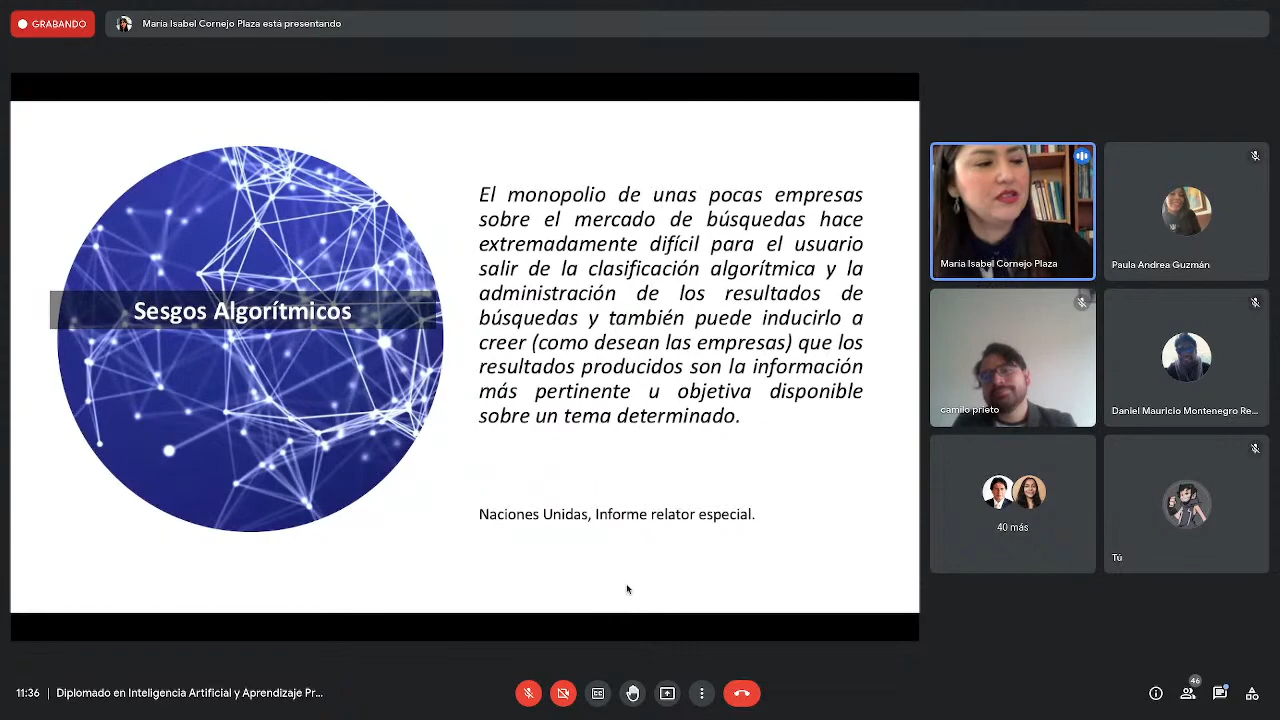 GRABANDO
María Isabel Cornejo Plaza está presentando
Sesgos Algorítmicos
El monopolio de unas pocas empresas
sobre el mercado de búsquedas hace
extremadamente difícil para el usuario
salir de la clasificación algorítmica y la
administración de los resultados de
búsquedas y también puede inducirlo a
creer (como desean las empresas) que los
resultados producidos son la información
más pertinente u objetiva disponible
sobre un tema determinado.
Naciones Unidas, Informe relator especial.
María Isabel Cornejo Plaza
Paula Andrea Guzmán
camilo prieto
Daniel Mauricio Montenegro Re...
40 más
Tú
11:36 | Diplomado en Inteligencia Artificial y Aprendizaje Pr...
46